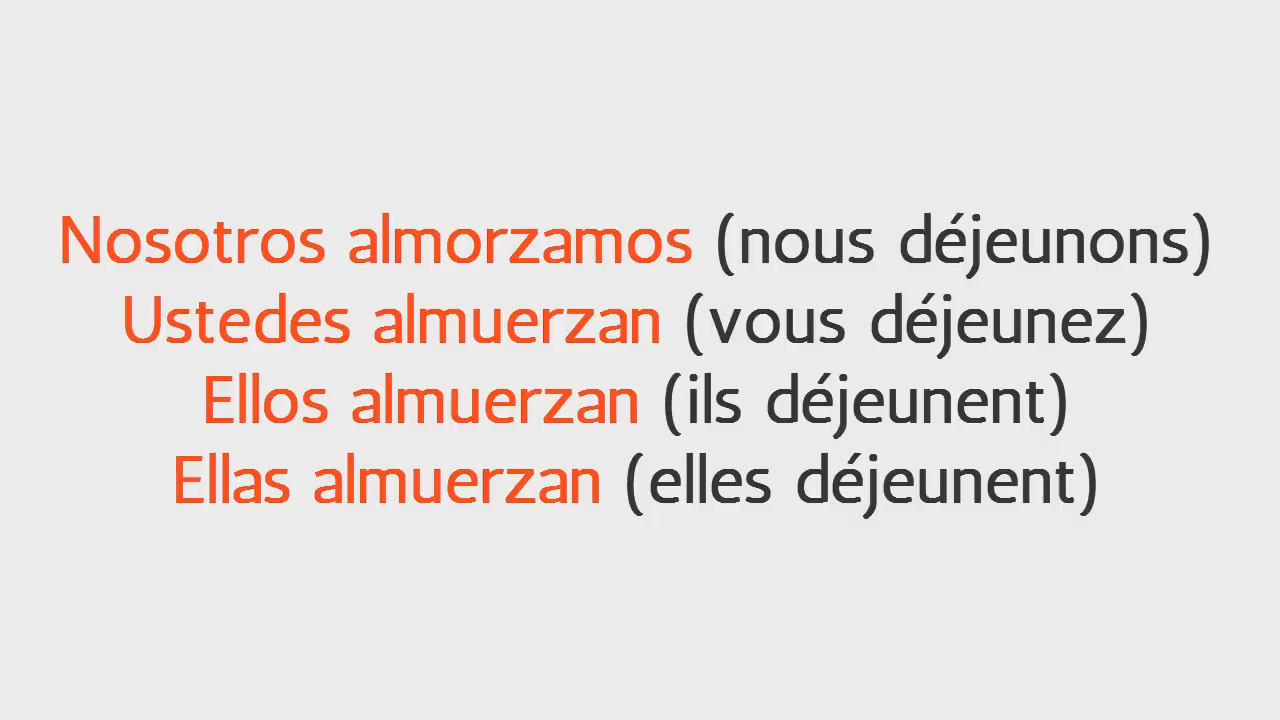 Nosotros almorzamos (nous déjeunons)
Ustedes almuerzan (vous déjeunez)
Ellos almuerzan (ils déjeunent)
Ellas almuerzan (elles déjeunent)